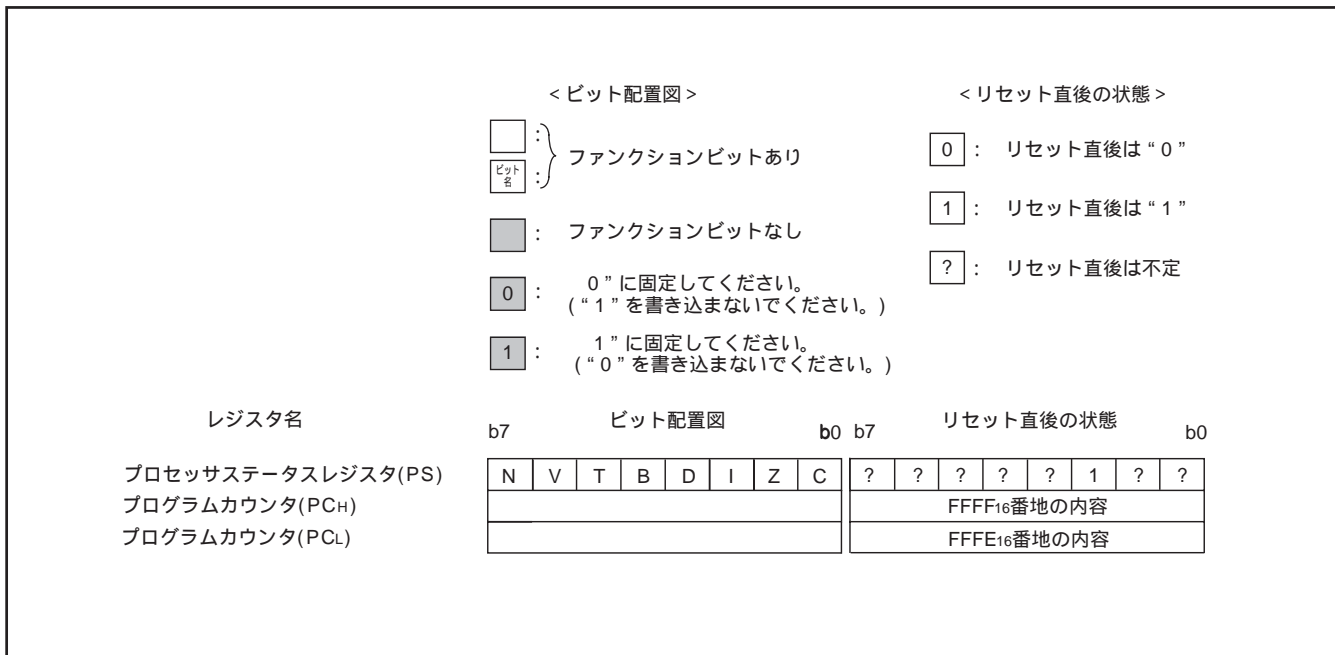 <ビット配置図>
:
ビット名 :
ファンクションビットあり
: ファンクションビットなし
0 : 0”に固定してください。
(“1”を書き込まないでください。)
1 : 1”に固定してください。
(“0”を書き込まないでください。)
<リセット直後の状態>
0 : リセット直後は“0”
1 : リセット直後は“1”
? : リセット直後は不定
レジスタ名 ビット配置図 リセット直後の状態
b7 b0 b7 b0
プロセッサステータスレジスタ(PS) N V T B D I Z C ? ? ? ? ? 1 ? ?
プログラムカウンタ(PCH) FFFF16番地の内容
プログラムカウンタ(PCL) FFFE16番地の内容